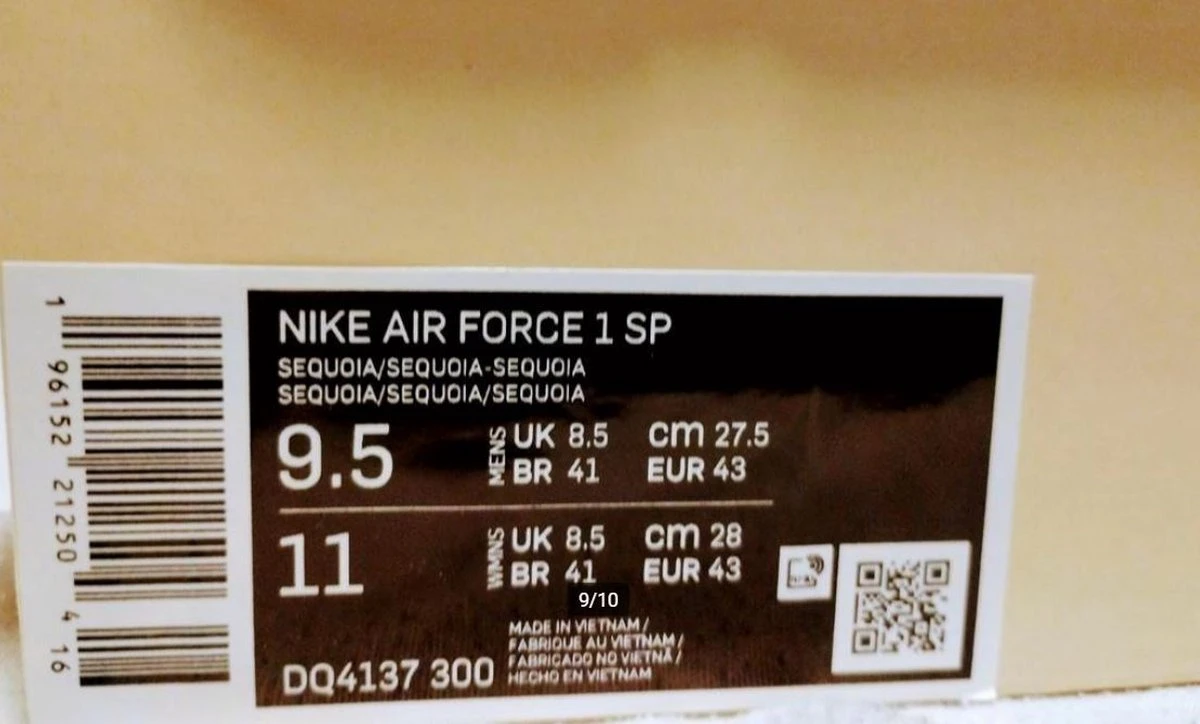 NIKE AIR FORCE 1 SP
SEQUOIA/SEQUOIA-SEQUOIA
SEQUOIA/SEQUOIA/SEQUOIA
9.5 MENS UK 8.5 cm 27.5
BR 41 EUR 43
11 WMNS UK 8.5 cm 28
BR 41 EUR 43
9/10
MADE IN VIETNAM /
FABRIQUE AU VIETNAM /
FABRICADO NO VIETNÃ /
HECHO EN VIETNAM
DQ4137 300
1 96152 21250 4 16